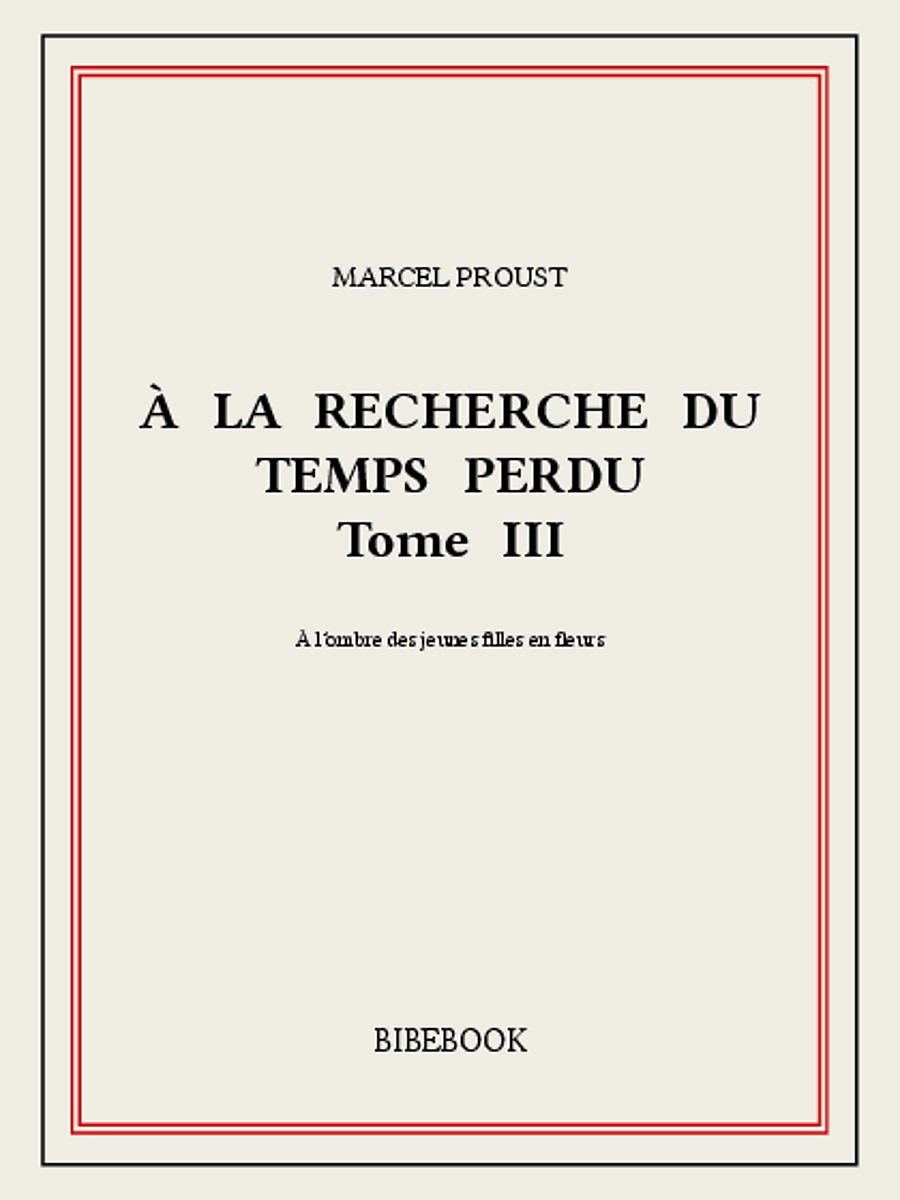 MARCEL PROUST
À LA RECHERCHE DU
TEMPS PERDU
Tome III
À l'ombre des jeunes filles en fleurs
BIBEBOOK